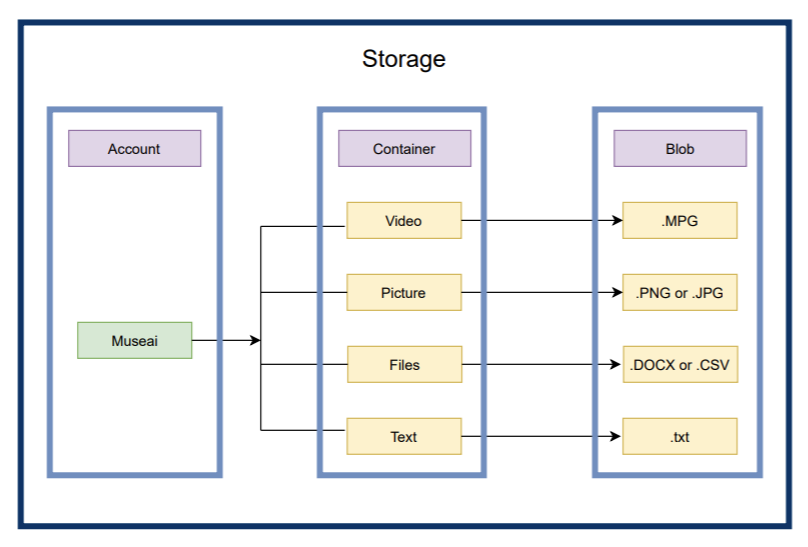 Storage
Account
Container
Blob
Video
.MPG
Picture
.PNG or .JPG
Museai
Files
.DOCX or .CSV
Text
.txt